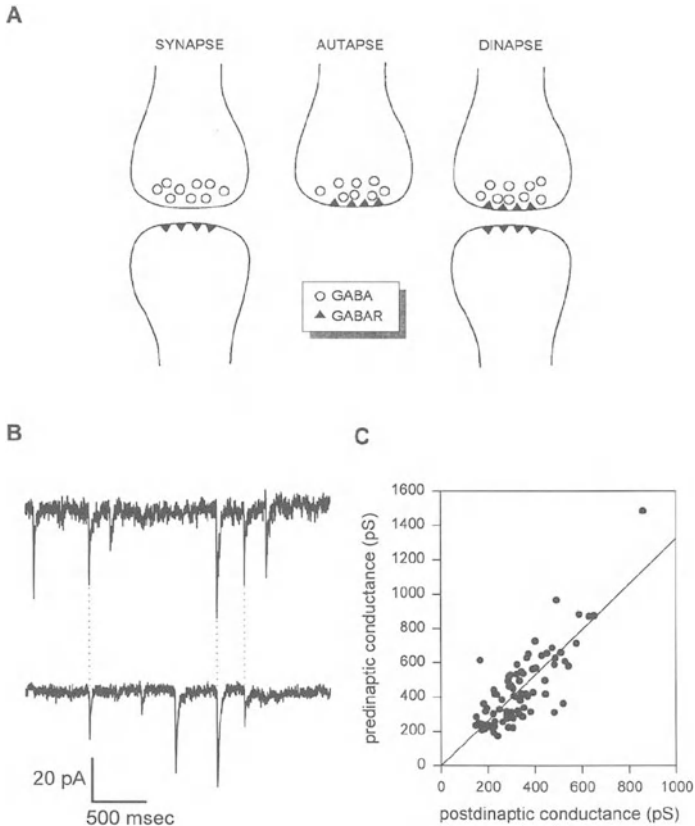 A
SYNAPSE AUTAPSE DINAPSE
GABA
GABAR
B
20 pA
500 msec
C
predinaptic conductance (pS)
1600
1400
1200
1000
800
600
400
200
0
0 200 400 600 800 1000
postdinaptic conductance (pS)